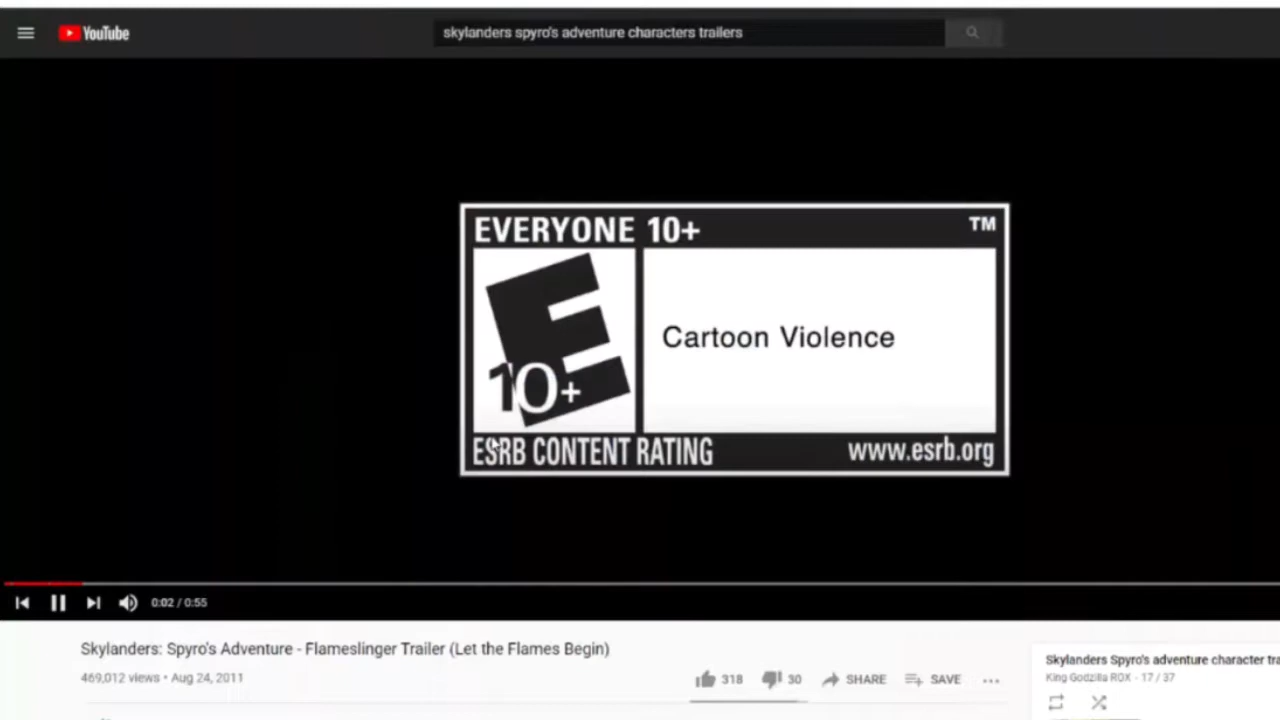 YouTube
skylanders spyro's adventure characters trailers
EVERYONE 10+ TM
E
10+
Cartoon Violence
ESRB CONTENT RATING www.esrb.org
0:02 / 0:55
Skylanders: Spyro's Adventure - Flameslinger Trailer (Let the Flames Begin)
469,012 views • Aug 24, 2011
318 30 SHARE SAVE
Skylanders Spyro's adventure character tra
King Godzilla ROX - 17 / 37